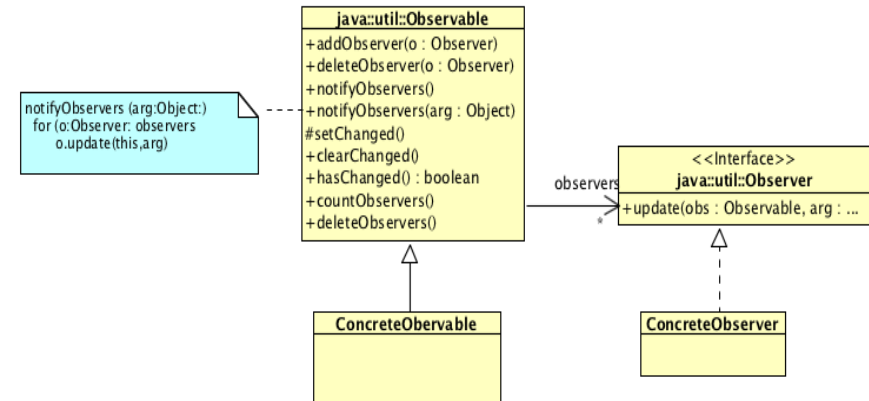 java::util::Observable
+addObserver(o : Observer)
+deleteObserver(o : Observer)
+notifyObservers()
+notifyObservers(arg : Object)
#setChanged()
+clearChanged()
+hasChanged() : boolean
+countObservers()
+deleteObservers()
notifyObservers (arg:Object:)
for (o:Observer: observers
o.update(this,arg)
observers
*
<<Interface>>
java::util::Observer
+update(obs : Observable, arg : ...
ConcreteObervable
ConcreteObserver